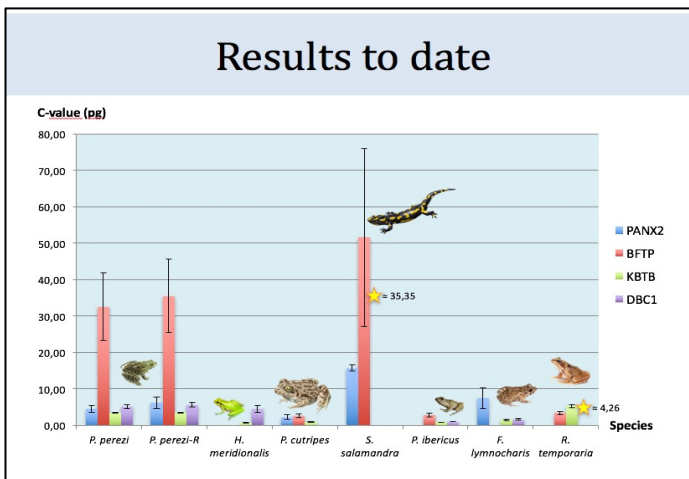 Results to date
C-value (pg)
80,00
70,00
60,00
50,00
40,00
30,00
20,00
10,00
0,00
≈ 35,35
≈ 4,26
PANX2
BFTP
KBTB
DBC1
P. perezi
P. perezi-R
H. meridionalis
P. cutripes
S. salamandra
P. ibericus
F. lymnocharis
R. temporaria
Species